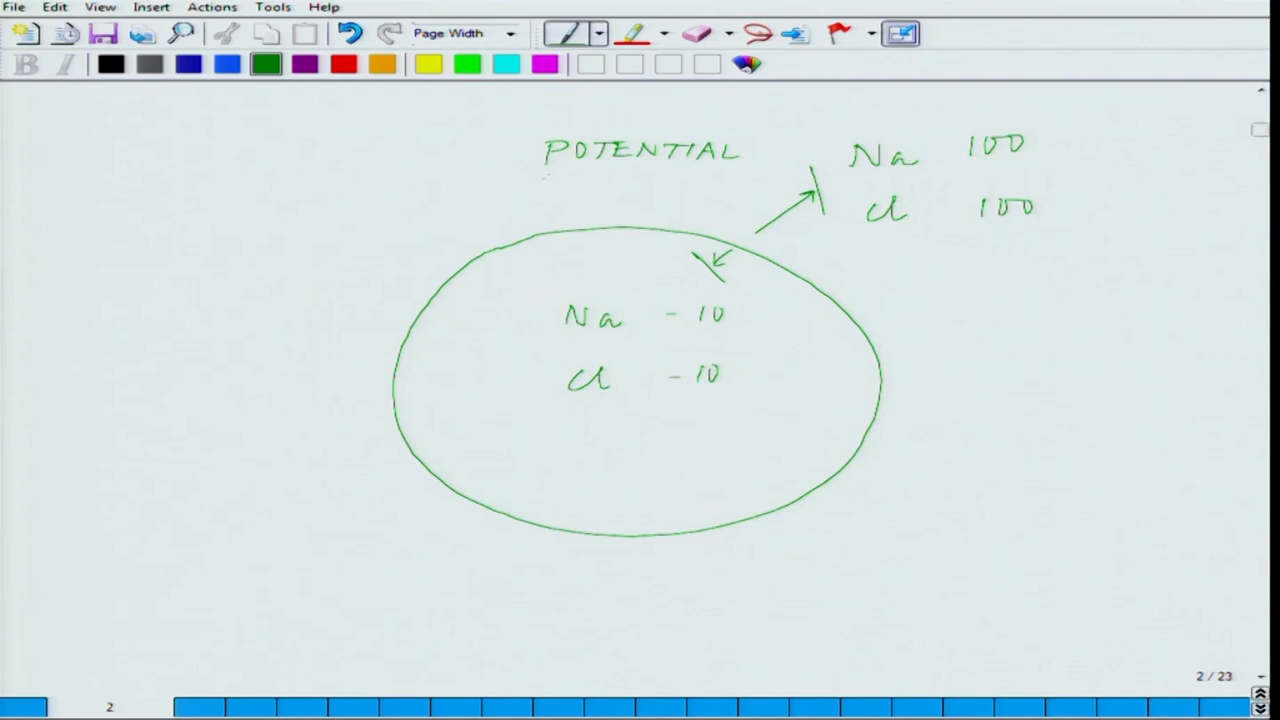 File Edit View Insert Actions Tools Help
Page Width
B I
POTENTIAL
Na 100
Cl 100
Na - 10
Cl - 10
2 / 23
2